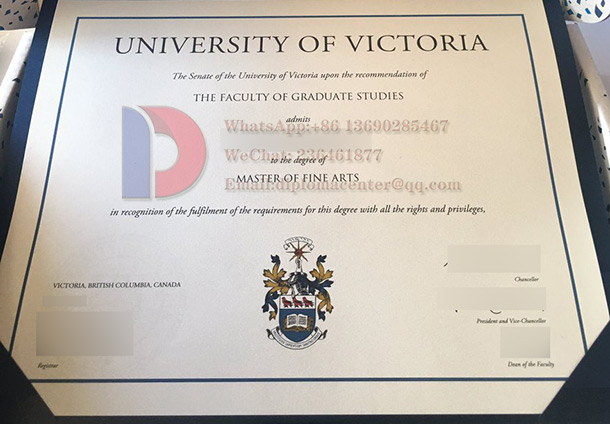 UNIVERSITY OF VICTORIA
The Senate of the University of Victoria upon the recommendation of
THE FACULTY OF GRADUATE STUDIES
admits
WhatsApp:+86 13690285467
WeChat: 236461877
to the degree of
Email:diplomacenter@qq.com
MASTER OF FINE ARTS
in recognition of the fulfilment of the requirements for this degree with all the rights and privileges,
VICTORIA, BRITISH COLUMBIA, CANADA
Chancellor
President and Vice-Chancellor
Registrar
Dean of the Faculty